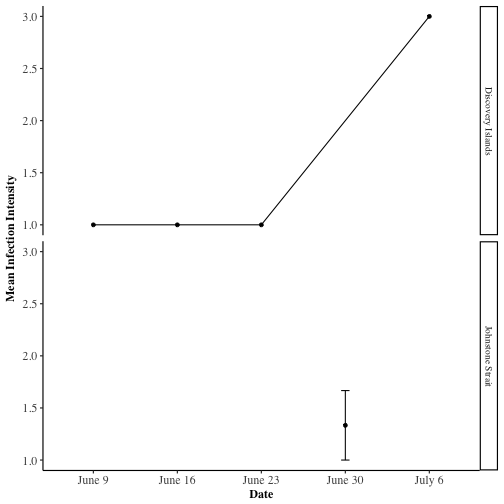 Mean Infection Intensity
3.0
2.5
2.0
1.5
1.0
Discovery Islands
3.0
2.5
2.0
1.5
1.0
Johnstone Strait
June 9 June 16 June 23 June 30 July 6
Date